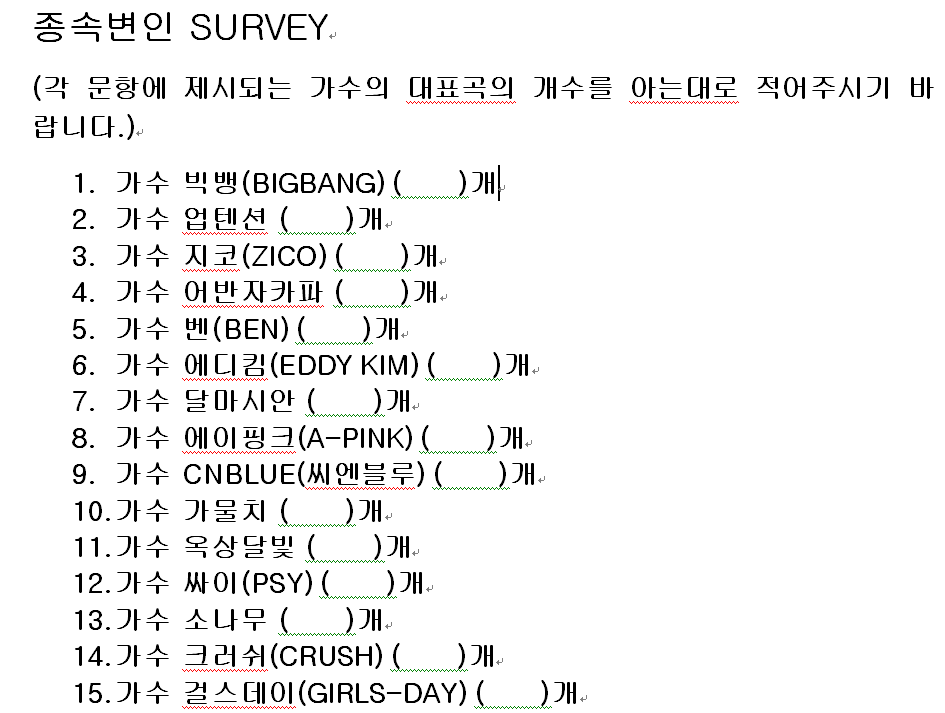 종속변인 SURVEY
(각 문항에 제시되는 가수의 대표곡의 개수를 아는대로 적어주시기 바
랍니다.)
1. 가수 빅뱅(BIGBANG) (    )개
2. 가수 업텐션 (    )개
3. 가수 지코(ZICO) (    )개
4. 가수 어반자카파 (    )개
5. 가수 벤(BEN) (    )개
6. 가수 에디킴(EDDY KIM) (    )개
7. 가수 달마시안 (    )개
8. 가수 에이핑크(A-PINK) (    )개
9. 가수 CNBLUE(씨엔블루) (    )개
10.가수 가물치 (    )개
11.가수 옥상달빛 (    )개
12.가수 싸이(PSY) (    )개
13.가수 소나무 (    )개
14.가수 크러쉬(CRUSH) (    )개
15.가수 걸스데이(GIRLS-DAY) (    )개